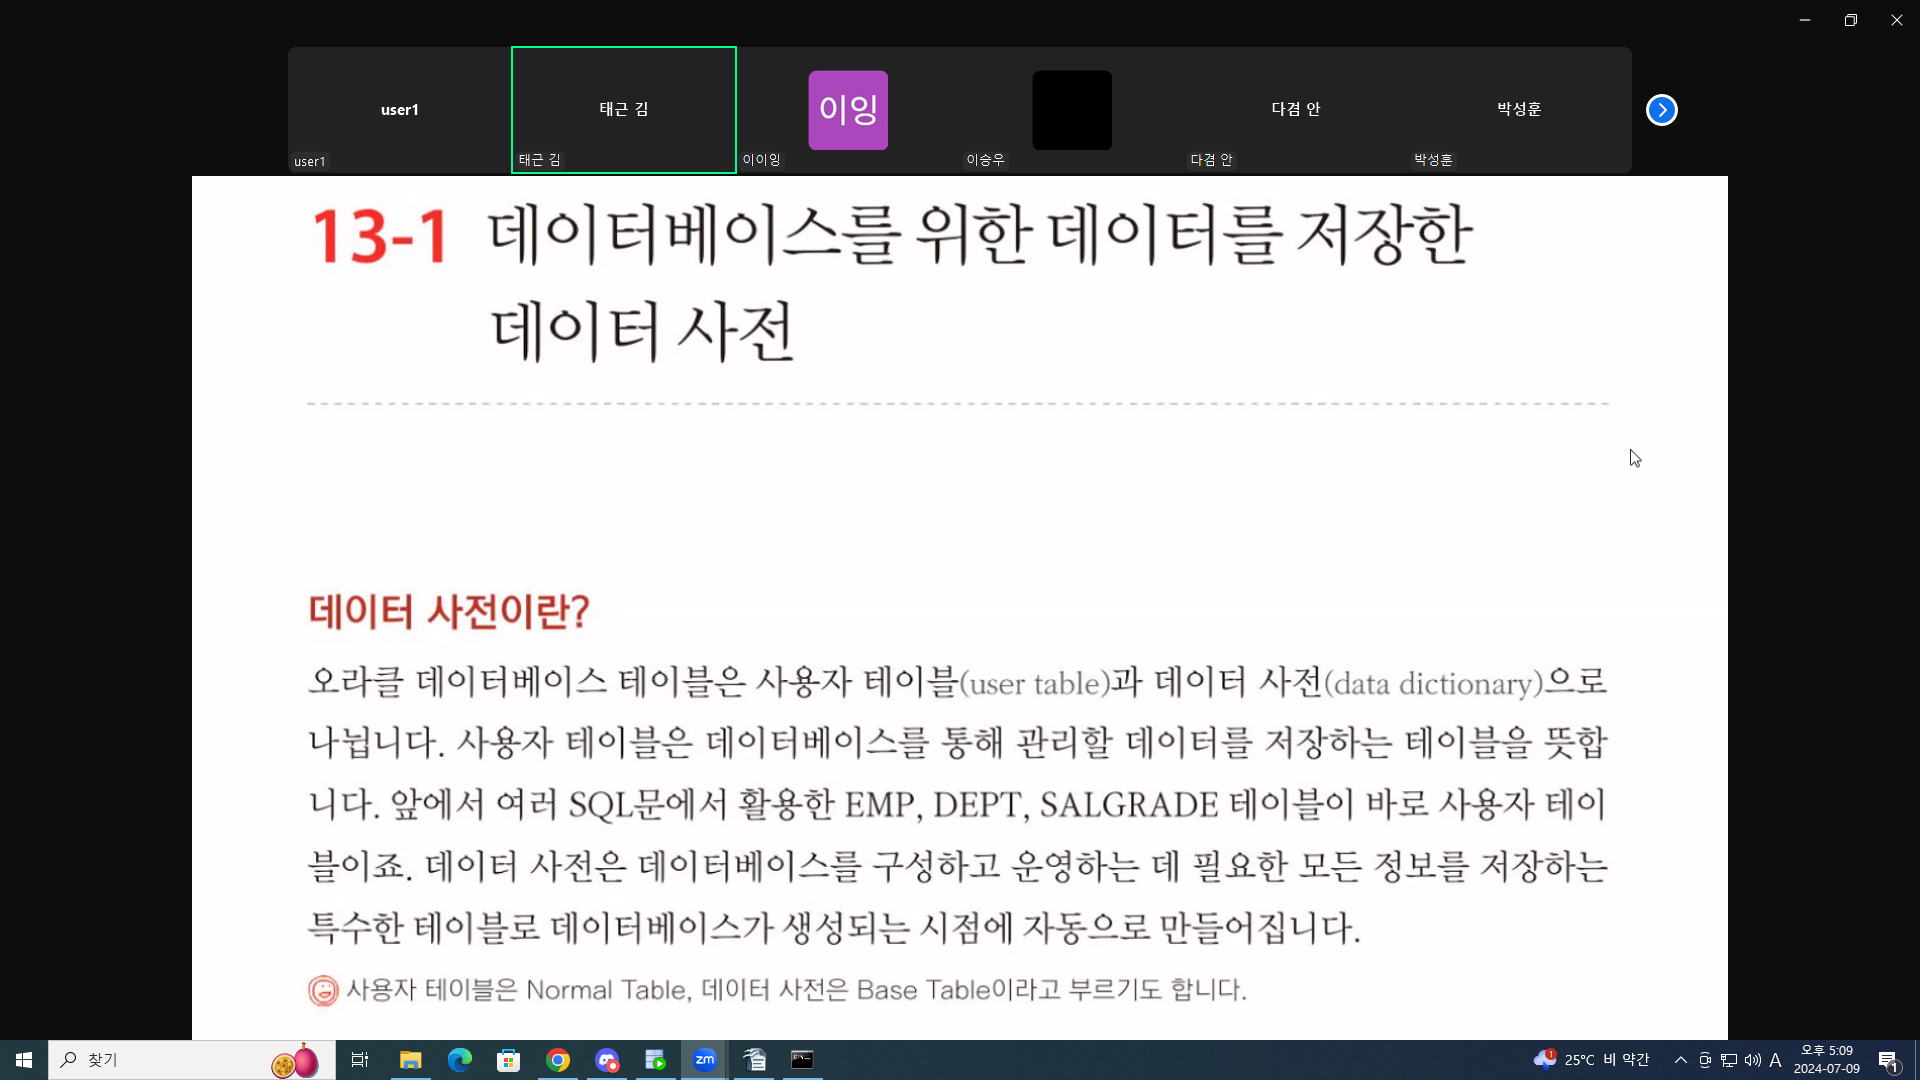 user1
태근 김
이잉
다겸 안
박성훈
user1
태근 김
이이잉
이승우
다겸 안
박성훈
13-1 데이터베이스를 위한 데이터를 저장한
데이터 사전
데이터 사전이란?
오라클 데이터베이스 테이블은 사용자 테이블(user table)과 데이터 사전(data dictionary)으로
나뉩니다. 사용자 테이블은 데이터베이스를 통해 관리할 데이터를 저장하는 테이블을 뜻합
니다. 앞에서 여러 SQL문에서 활용한 EMP, DEPT, SALGRADE 테이블이 바로 사용자 테이
블이죠. 데이터 사전은 데이터베이스를 구성하고 운영하는 데 필요한 모든 정보를 저장하는
특수한 테이블로 데이터베이스가 생성되는 시점에 자동으로 만들어집니다.
사용자 테이블은 Normal Table, 데이터 사전은 Base Table이라고 부르기도 합니다.
찾기
zm
1
25°C 비 약간
A
오후 5:09
2024-07-09
1